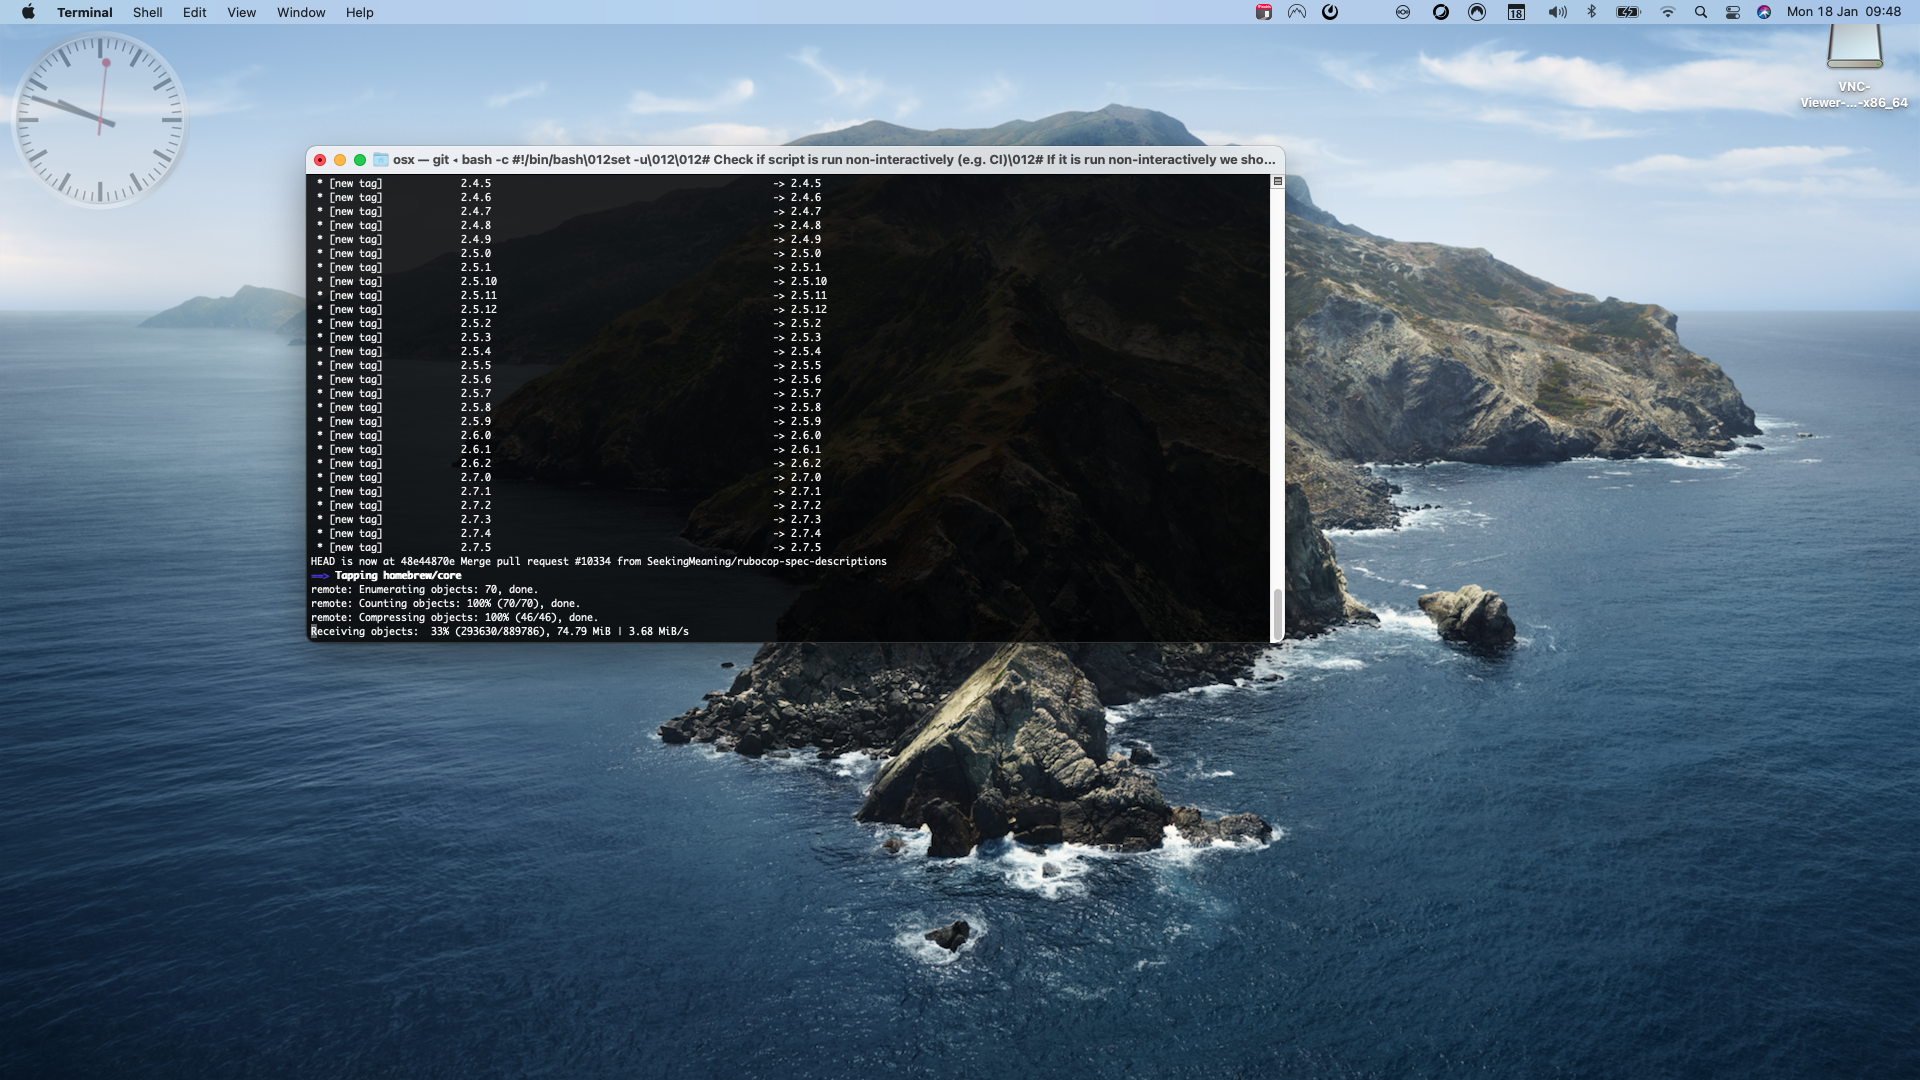 Terminal Shell Edit View Window Help 18 Mon 18 Jan 09:48
VNC-
Viewer-...-x86_64
osx — git ◂ bash -c #!/bin/bash\012set -u\012\012# Check if script is run non-interactively (e.g. CI)\012# If it is run non-interactively we sho...
* [new tag] 2.4.5 -> 2.4.5
* [new tag] 2.4.6 -> 2.4.6
* [new tag] 2.4.7 -> 2.4.7
* [new tag] 2.4.8 -> 2.4.8
* [new tag] 2.4.9 -> 2.4.9
* [new tag] 2.5.0 -> 2.5.0
* [new tag] 2.5.1 -> 2.5.1
* [new tag] 2.5.10 -> 2.5.10
* [new tag] 2.5.11 -> 2.5.11
* [new tag] 2.5.12 -> 2.5.12
* [new tag] 2.5.2 -> 2.5.2
* [new tag] 2.5.3 -> 2.5.3
* [new tag] 2.5.4 -> 2.5.4
* [new tag] 2.5.5 -> 2.5.5
* [new tag] 2.5.6 -> 2.5.6
* [new tag] 2.5.7 -> 2.5.7
* [new tag] 2.5.8 -> 2.5.8
* [new tag] 2.5.9 -> 2.5.9
* [new tag] 2.6.0 -> 2.6.0
* [new tag] 2.6.1 -> 2.6.1
* [new tag] 2.6.2 -> 2.6.2
* [new tag] 2.7.0 -> 2.7.0
* [new tag] 2.7.1 -> 2.7.1
* [new tag] 2.7.2 -> 2.7.2
* [new tag] 2.7.3 -> 2.7.3
* [new tag] 2.7.4 -> 2.7.4
* [new tag] 2.7.5 -> 2.7.5
HEAD is now at 48e44870e Merge pull request #10334 from SeekingMeaning/rubocop-spec-descriptions
==> Tapping homebrew/core
remote: Enumerating objects: 70, done.
remote: Counting objects: 100% (70/70), done.
remote: Compressing objects: 100% (46/46), done.
Receiving objects: 33% (293630/889786), 74.79 MiB | 3.68 MiB/s